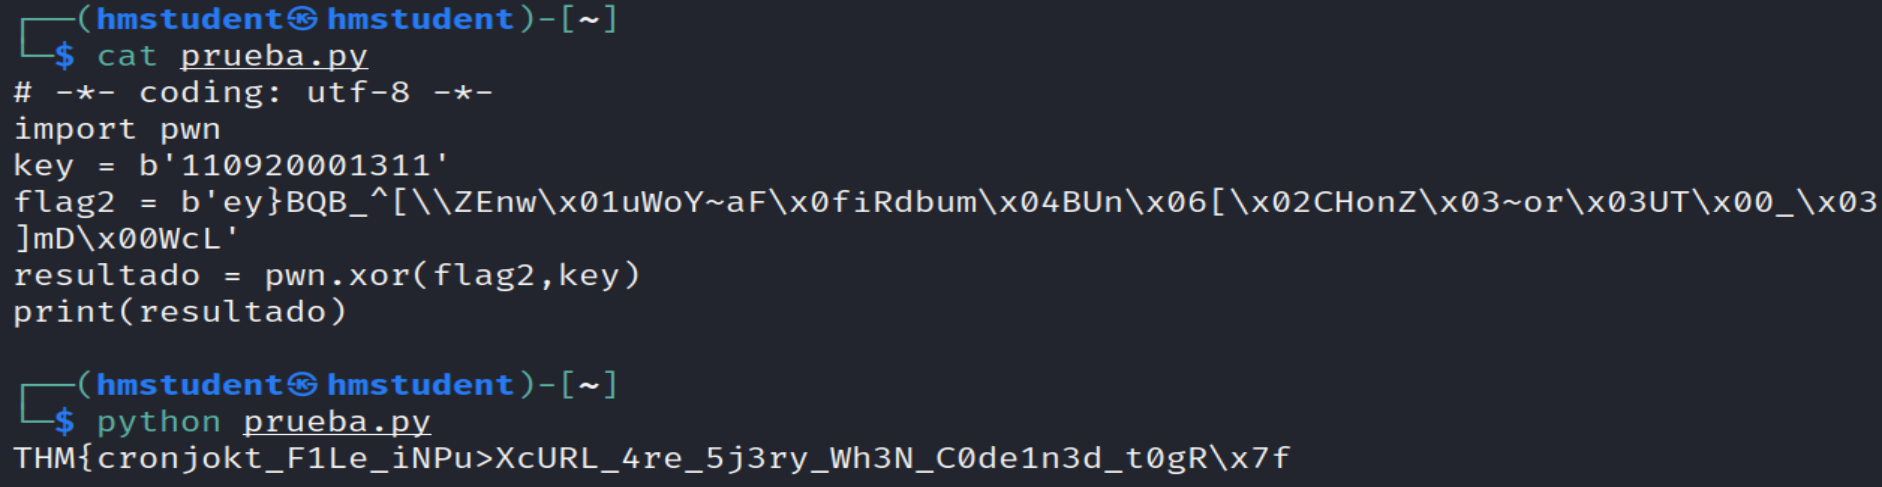 ┌──(hmstudent㉿hmstudent)-[~]
└─$ cat prueba.py
# -*- coding: utf-8 -*-
import pwn
key = b'110920001311'
flag2 = b'ey}BQB_^[\\ZEnw\x01uWoY~aF\x0fiRdbum\x04BUn\x06[\x02CHonZ\x03~or\x03UT\x00_\x03
]mD\x00WcL'
resultado = pwn.xor(flag2,key)
print(resultado)
┌──(hmstudent㉿hmstudent)-[~]
└─$ python prueba.py
THM{cronjokt_F1Le_iNPu>XcURL_4re_5j3ry_Wh3N_C0de1n3d_t0gR\x7f